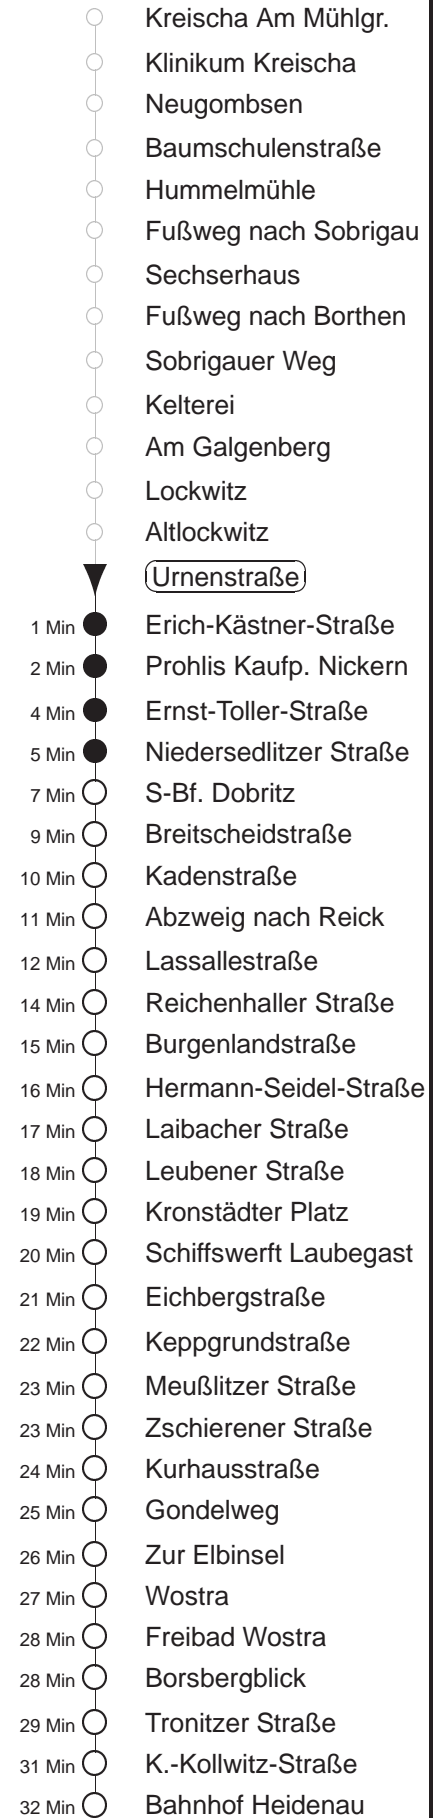 Kreischa Am Mühlgr.
Klinikum Kreischa
Neugombsen
Baumschulenstraße
Hummelmühle
Fußweg nach Sobrigau
Sechserhaus
Fußweg nach Borthen
Sobrigauer Weg
Kelterei
Am Galgenberg
Lockwitz
Altlockwitz
Urnenstraße
1 Min Erich-Kästner-Straße
2 Min Prohlis Kaufp. Nickern
4 Min Ernst-Toller-Straße
5 Min Niedersedlitzer Straße
7 Min S-Bf. Dobritz
9 Min Breitscheidstraße
10 Min Kadenstraße
11 Min Abzweig nach Reick
12 Min Lassallestraße
14 Min Reichenhaller Straße
15 Min Burgenlandstraße
16 Min Hermann-Seidel-Straße
17 Min Laibacher Straße
18 Min Leubener Straße
19 Min Kronstädter Platz
20 Min Schiffswerft Laubegast
21 Min Eichbergstraße
22 Min Keppgrundstraße
23 Min Meußlitzer Straße
23 Min Zschierener Straße
24 Min Kurhausstraße
25 Min Gondelweg
26 Min Zur Elbinsel
27 Min Wostra
28 Min Freibad Wostra
28 Min Borsbergblick
29 Min Tronitzer Straße
31 Min K.-Kollwitz-Straße
32 Min Bahnhof Heidenau